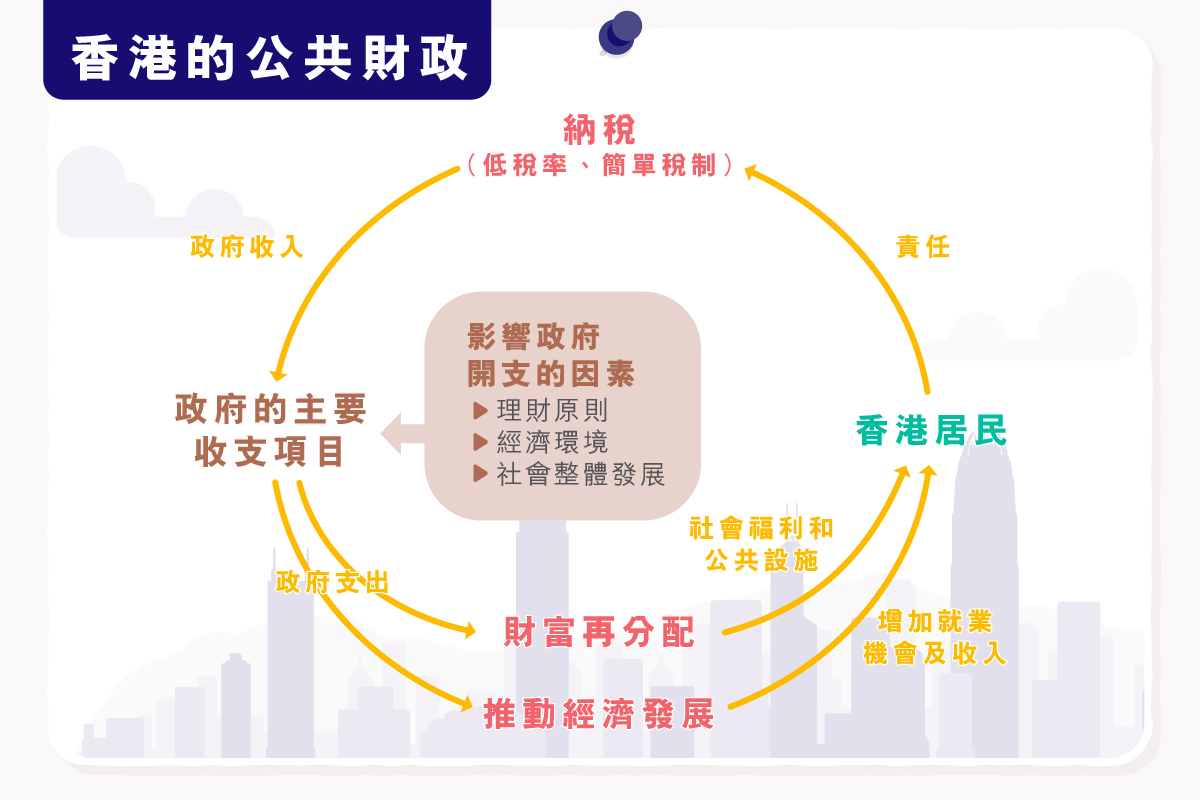 香港的公共財政
納稅
（低稅率、簡單稅制）
政府收入
責任
影響政府
開支的因素
理財原則
經濟環境
社會整體發展
政府的主要
收支項目
香港居民
社會福利和
公共設施
政府支出
財富再分配
增加就業
機會及收入
推動經濟發展